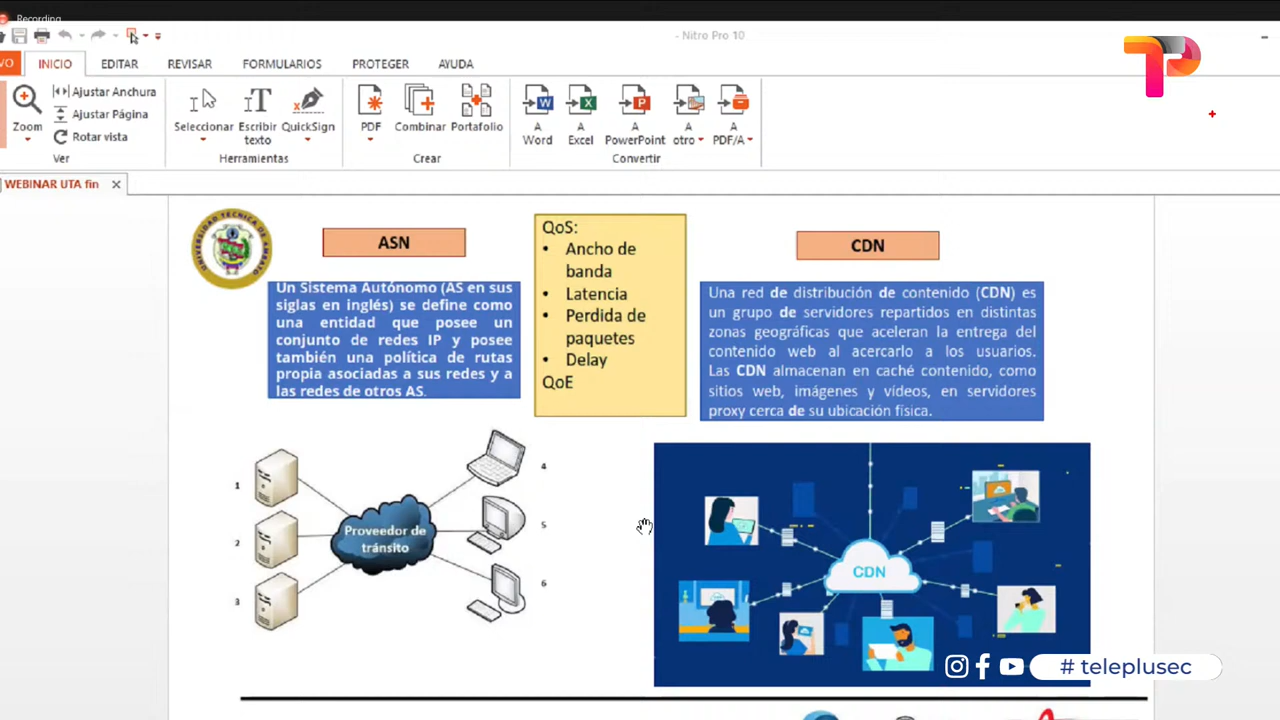 Recording
- Nitro Pro 10
VO
INICIO
EDITAR
REVISAR
FORMULARIOS
PROTEGER
AYUDA
Zoom
Ajustar Anchura
Ajustar Página
Rotar vista
Ver
Seleccionar
Escribir
texto
QuickSign
Herramientas
PDF
Combinar
Portafolio
Crear
A
Word
A
Excel
A
PowerPoint
A
otro
A
PDF/A
Convertir
WEBINAR UTA fin
UNIVERSIDAD TECNICA DE AMBATO
ASN
Un Sistema Autónomo (AS en sus
siglas en inglés) se define como
una entidad que posee un
conjunto de redes IP y posee
también una política de rutas
propia asociadas a sus redes y a
las redes de otros AS.
QoS:
• Ancho de
banda
• Latencia
• Perdida de
paquetes
• Delay
QoE
CDN
Una red de distribución de contenido (CDN) es
un grupo de servidores repartidos en distintas
zonas geográficas que aceleran la entrega del
contenido web al acercarlo a los usuarios.
Las CDN almacenan en caché contenido, como
sitios web, imágenes y vídeos, en servidores
proxy cerca de su ubicación física.
1
2
3
Proveedor de
tránsito
4
5
6
CDN
# teleplusec